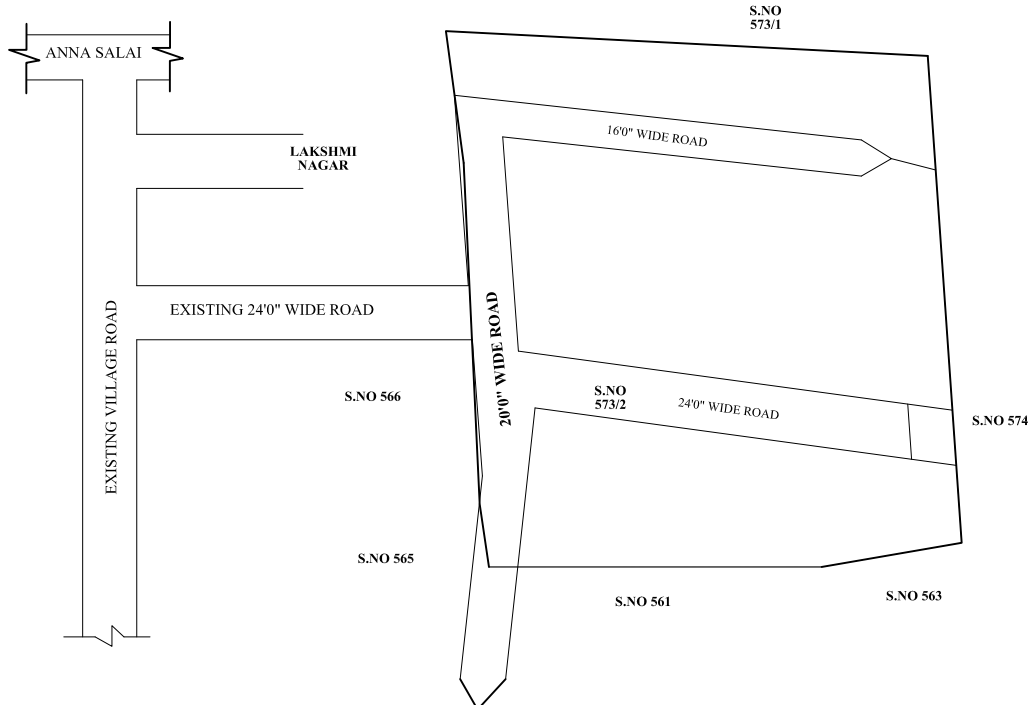 S.NO
573/1
ANNA SALAI
16'0" WIDE ROAD
LAKSHMI
NAGAR
EXISTING 24'0" WIDE ROAD
EXISTING VILLAGE ROAD
20'0" WIDE ROAD
S.NO 566
S.NO
573/2
24'0" WIDE ROAD
S.NO 574
S.NO 565
S.NO 561
S.NO 563